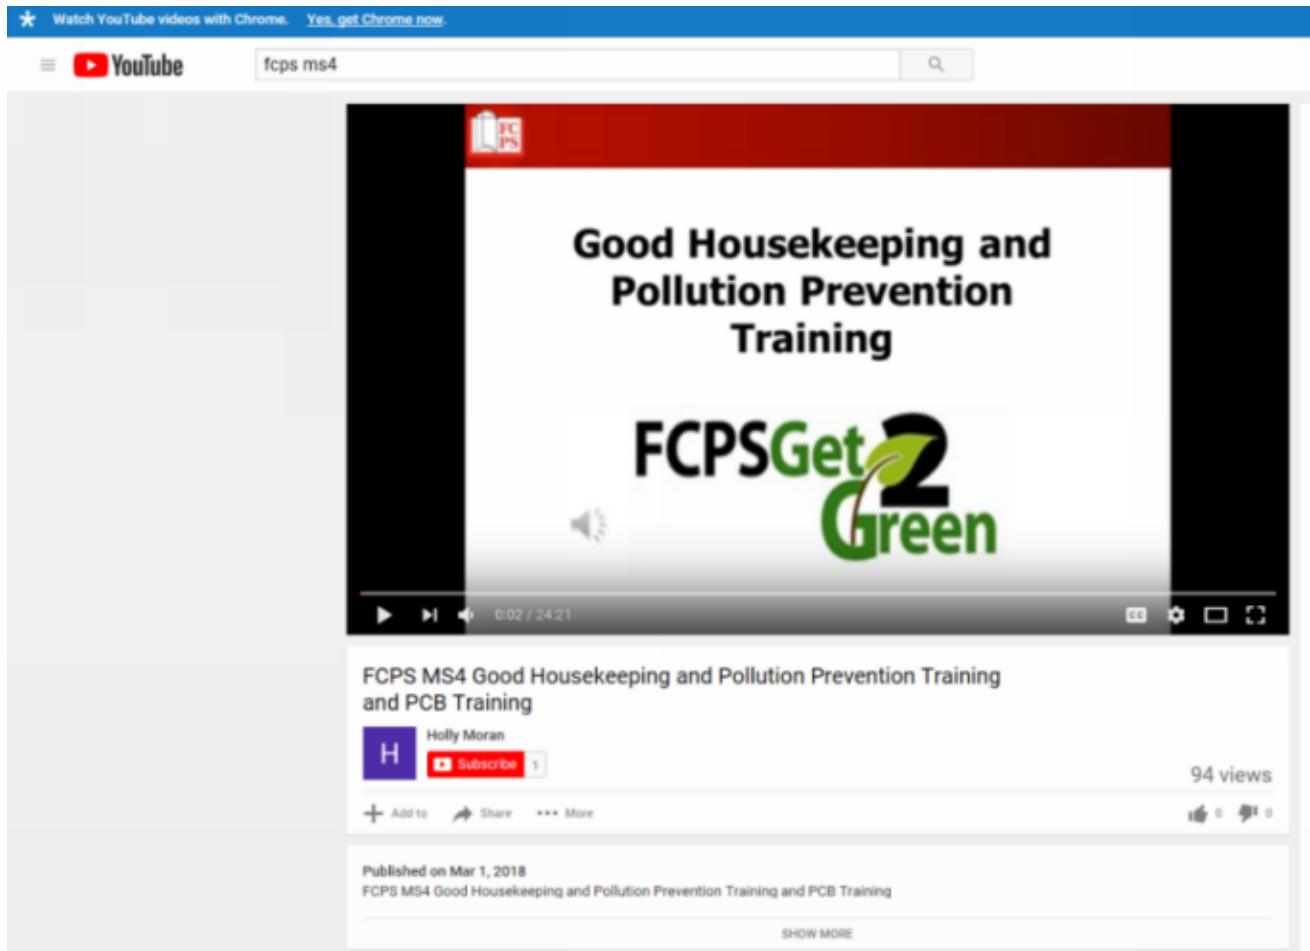 Watch YouTube videos with Chrome. Yes, get Chrome now.
YouTube
fcps ms4
FC
PS
Good Housekeeping and
Pollution Prevention
Training
FCPSGet2
Green
0:02 / 24:21
CC
FCPS MS4 Good Housekeeping and Pollution Prevention Training
and PCB Training
H
Holly Moran
Subscribe 1
94 views
Add to Share More
0 0
Published on Mar 1, 2018
FCPS MS4 Good Housekeeping and Pollution Prevention Training and PCB Training
SHOW MORE